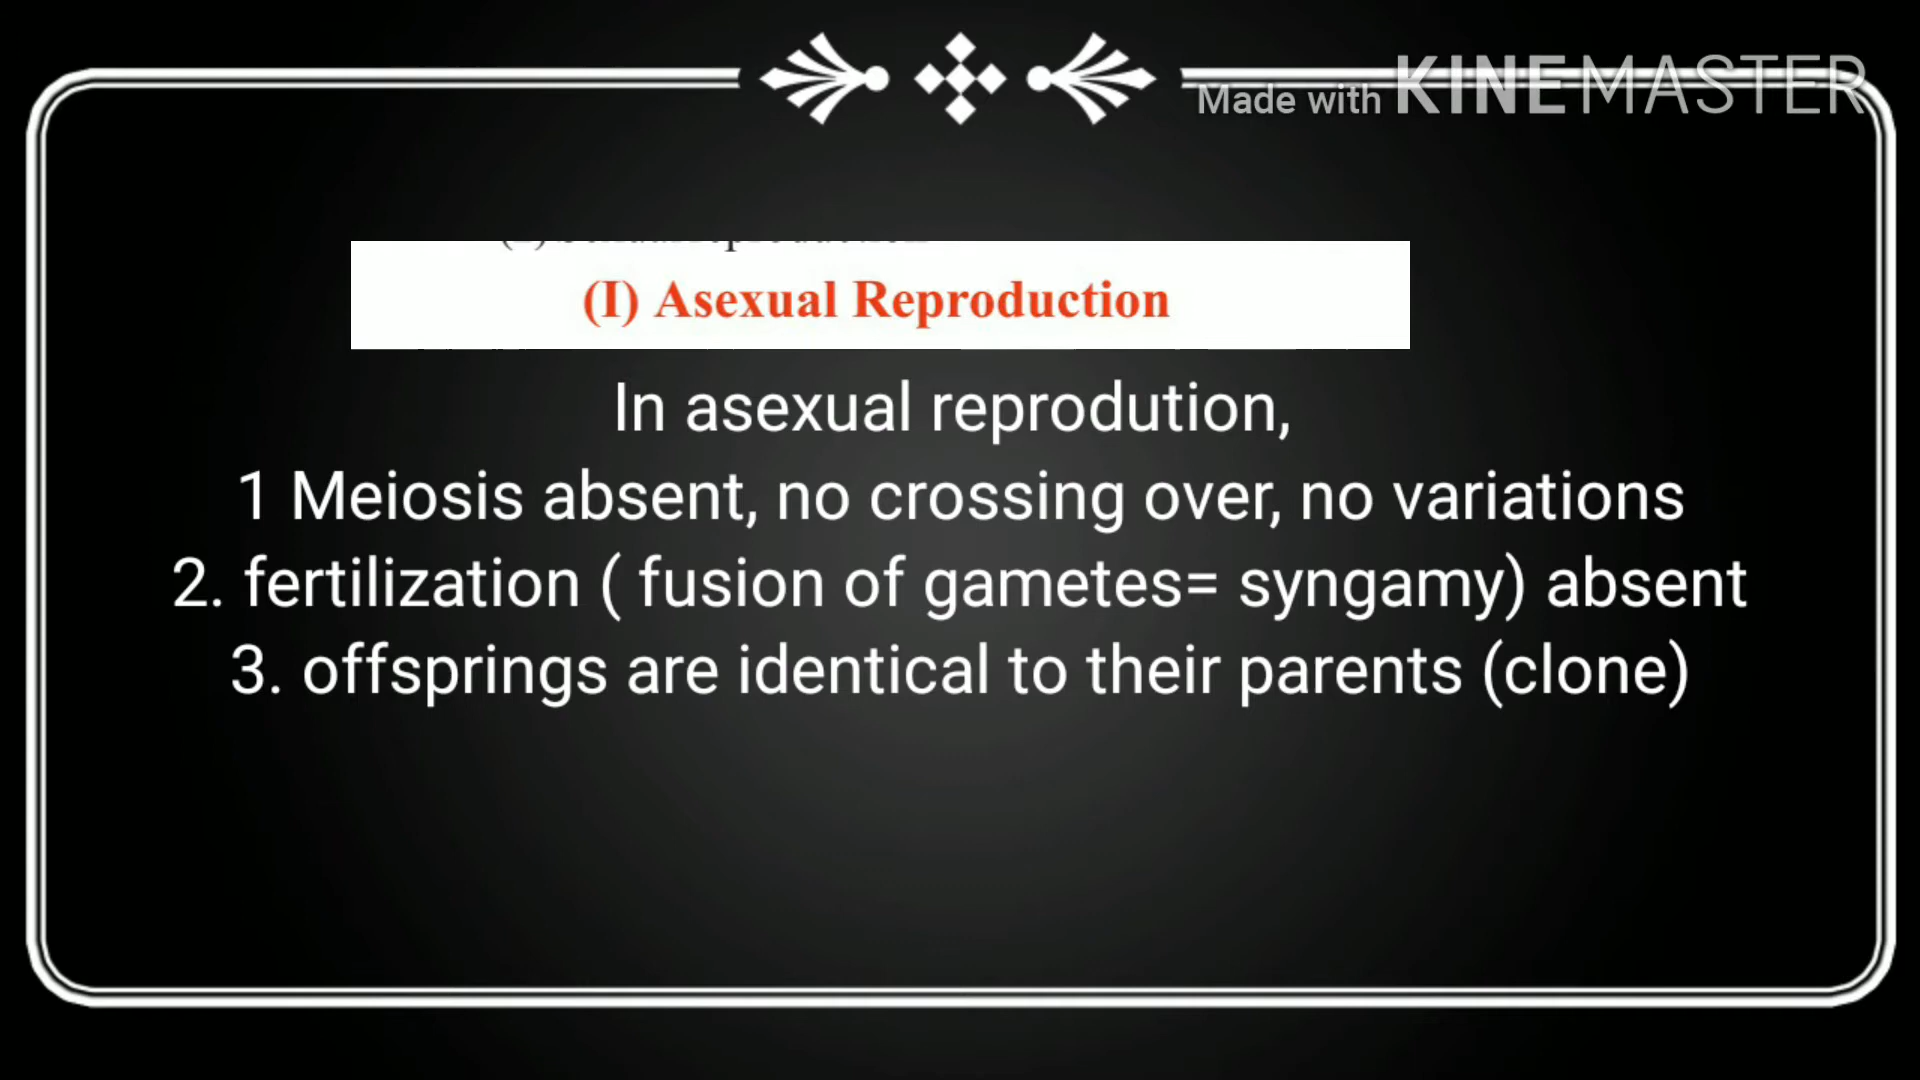 Made with KINEMASTER
(I) Asexual Reproduction
In asexual reprodution,
1 Meiosis absent, no crossing over, no variations
2. fertilization ( fusion of gametes= syngamy) absent
3. offsprings are identical to their parents (clone)